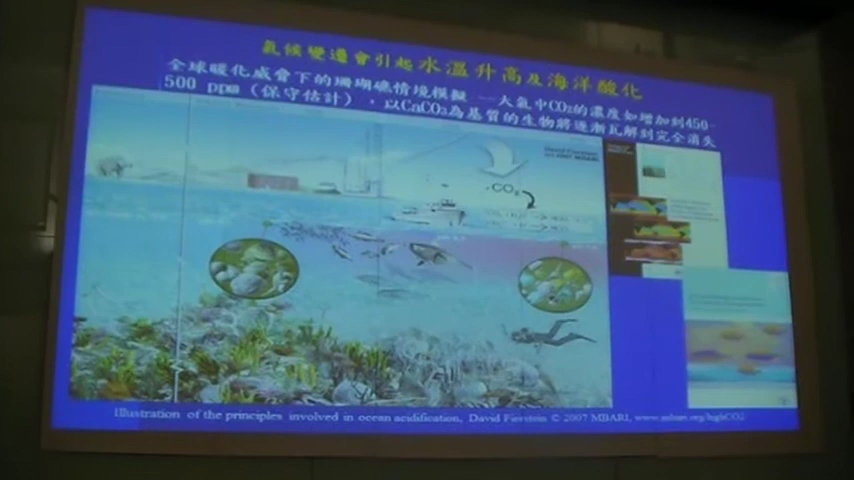 氣候變遷會引起水溫升高及海洋酸化
全球暖化威脅下的珊瑚礁情境模擬 ---大氣中CO2的濃度如增加到450-
500 ppm (保守估計)，以CaCO3為基質的生物將逐漸瓦解到完全消失
CO2
Illustration of the principles involved in ocean acidification, David Fierstein © 2007 MBARI, www.mbari.org/highCO2